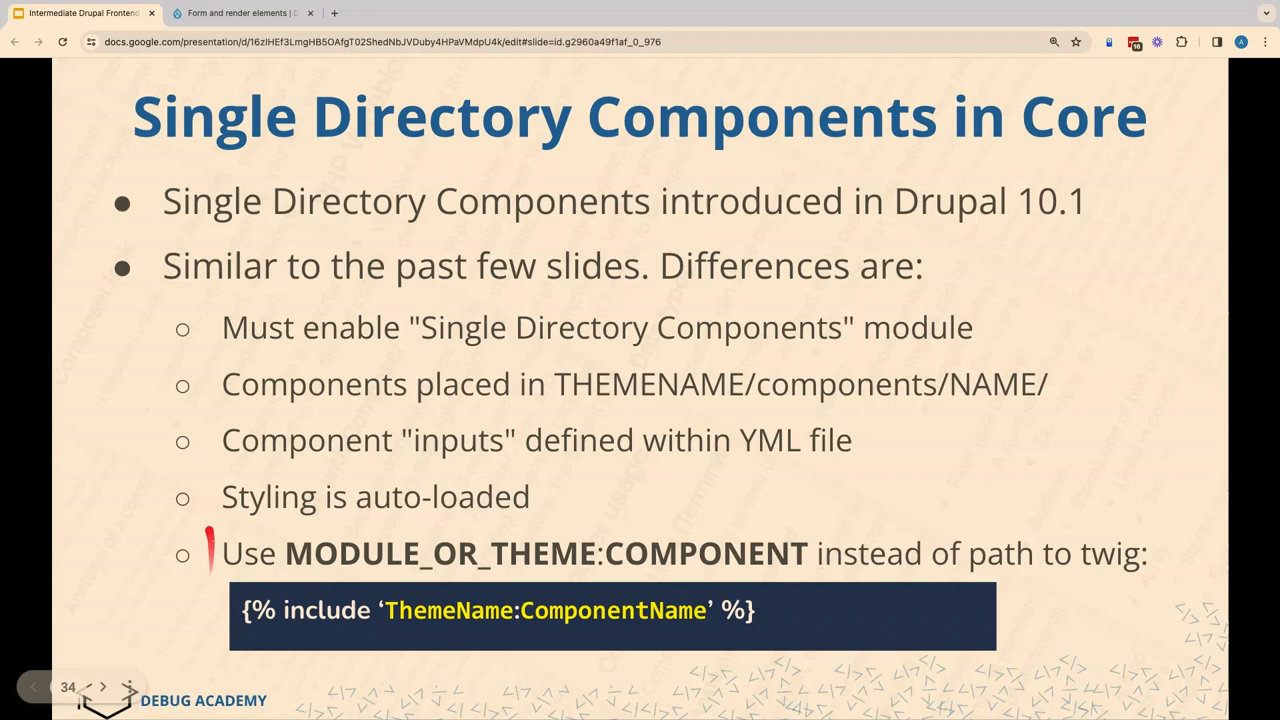 Intermediate Drupal Frontend
Form and render elements | D
docs.google.com/presentation/d/16zlHEf3LmgHB5OAfgT02ShedNbJVDuby4HPaVMdpU4k/edit#slide=id.g2960a49f1af_0_976
16
A
Single Directory Components in Core
● Single Directory Components introduced in Drupal 10.1
● Similar to the past few slides. Differences are:
○ Must enable "Single Directory Components" module
○ Components placed in THEMENAME/components/NAME/
○ Component "inputs" defined within YML file
○ Styling is auto-loaded
○ Use MODULE_OR_THEME:COMPONENT instead of path to twig:
{% include ‘ThemeName:ComponentName’ %}
34
DEBUG ACADEMY